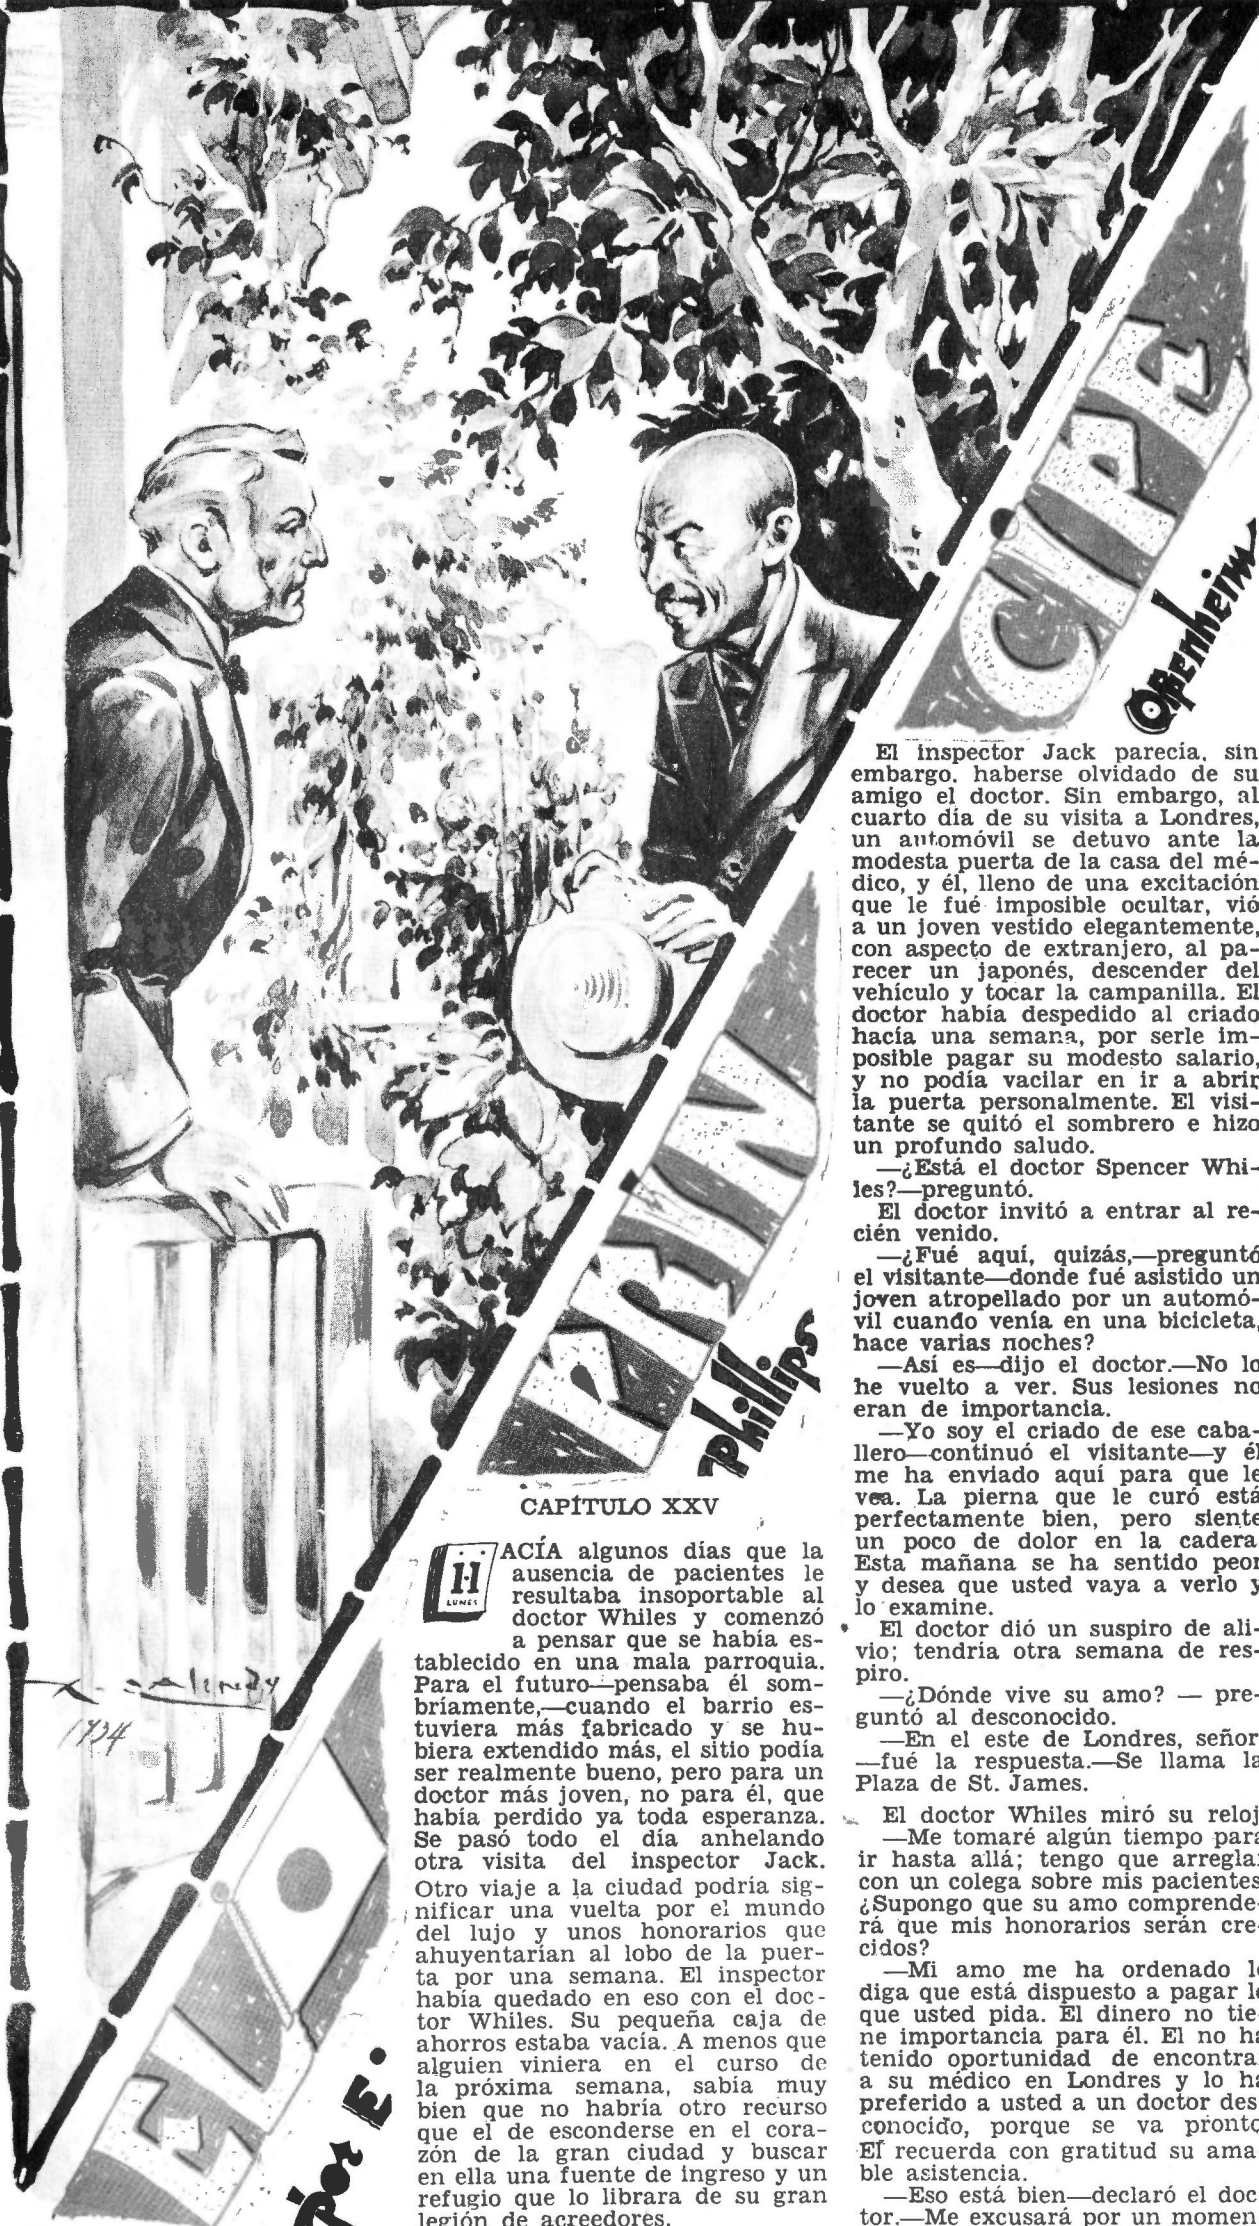 EL PRÍNCIPE
Por E. Phillips Oppenheim
1934
CAPÍTULO XXV
11
LUNES
HACÍA algunos días que la
ausencia de pacientes le
resultaba insoportable al
doctor Whiles y comenzó
a pensar que se había es-
tablecido en una mala parroquia.
Para el futuro—pensaba él som-
bríamente,—cuando el barrio es-
tuviera más fabricado y se hu-
biera extendido más, el sitio podía
ser realmente bueno, pero para un
doctor más joven, no para él, que
había perdido ya toda esperanza.
Se pasó todo el día anhelando
otra visita del inspector Jack.
Otro viaje a la ciudad podría sig-
nificar una vuelta por el mundo
del lujo y unos honorarios que
ahuyentarían al lobo de la puer-
ta por una semana. El inspector
había quedado en eso con el doc-
tor Whiles. Su pequeña caja de
ahorros estaba vacía. A menos que
alguien viniera en el curso de
la próxima semana, sabía muy
bien que no habría otro recurso
que el de esconderse en el cora-
zón de la gran ciudad y buscar
en ella una fuente de ingreso y un
refugio que lo librara de su gran
legión de acreedores.
El inspector Jack parecía, sin
embargo, haberse olvidado de su
amigo el doctor. Sin embargo, al
cuarto día de su visita a Londres,
un automóvil se detuvo ante la
modesta puerta de la casa del mé-
dico, y él, lleno de una excitación
que le fué imposible ocultar, vió
a un joven vestido elegantemente,
con aspecto de extranjero, al pa-
recer un japonés, descender del
vehículo y tocar la campanilla. El
doctor había despedido al criado
hacía una semana, por serle im-
posible pagar su modesto salario,
y no podía vacilar en ir a abrir
la puerta personalmente. El visi-
tante se quitó el sombrero e hizo
un profundo saludo.
—¿Está el doctor Spencer Whi-
les?—preguntó.
El doctor invitó a entrar al re-
cién venido.
—¿Fué aquí, quizás,—preguntó
el visitante—donde fué asistido un
joven atropellado por un automó-
vil cuando venía en una bicicleta,
hace varias noches?
—Así es—dijo el doctor.—No lo
he vuelto a ver. Sus lesiones no
eran de importancia.
—Yo soy el criado de ese caba-
llero—continuó el visitante—y él
me ha enviado aquí para que le
vea. La pierna que le curó está
perfectamente bien, pero siente
un poco de dolor en la cadera
Esta mañana se ha sentido peor
y desea que usted vaya a verlo y
lo examine.
El doctor dió un suspiro de ali-
vio; tendría otra semana de res-
piro.
—¿Dónde vive su amo? — pre-
guntó al desconocido.
—En el este de Londres, señor
—fué la respuesta.—Se llama la
Plaza de St. James.
El doctor Whiles miró su reloj
—Me tomaré algún tiempo para
ir hasta allá; tengo que arreglar
con un colega sobre mis pacientes
¿Supongo que su amo comprende-
rá que mis honorarios serán cre-
cidos?
—Mi amo me ha ordenado le
diga que está dispuesto a pagar lo
que usted pida. El dinero no tie-
ne importancia para él. El no ha
tenido oportunidad de encontra
a su médico en Londres y lo ha
preferido a usted a un doctor des
conocido, porque se va pronto
El recuerda con gratitud su ama
ble asistencia.
—Eso está bien—declaró el doc
tor.—Me excusará por un momen